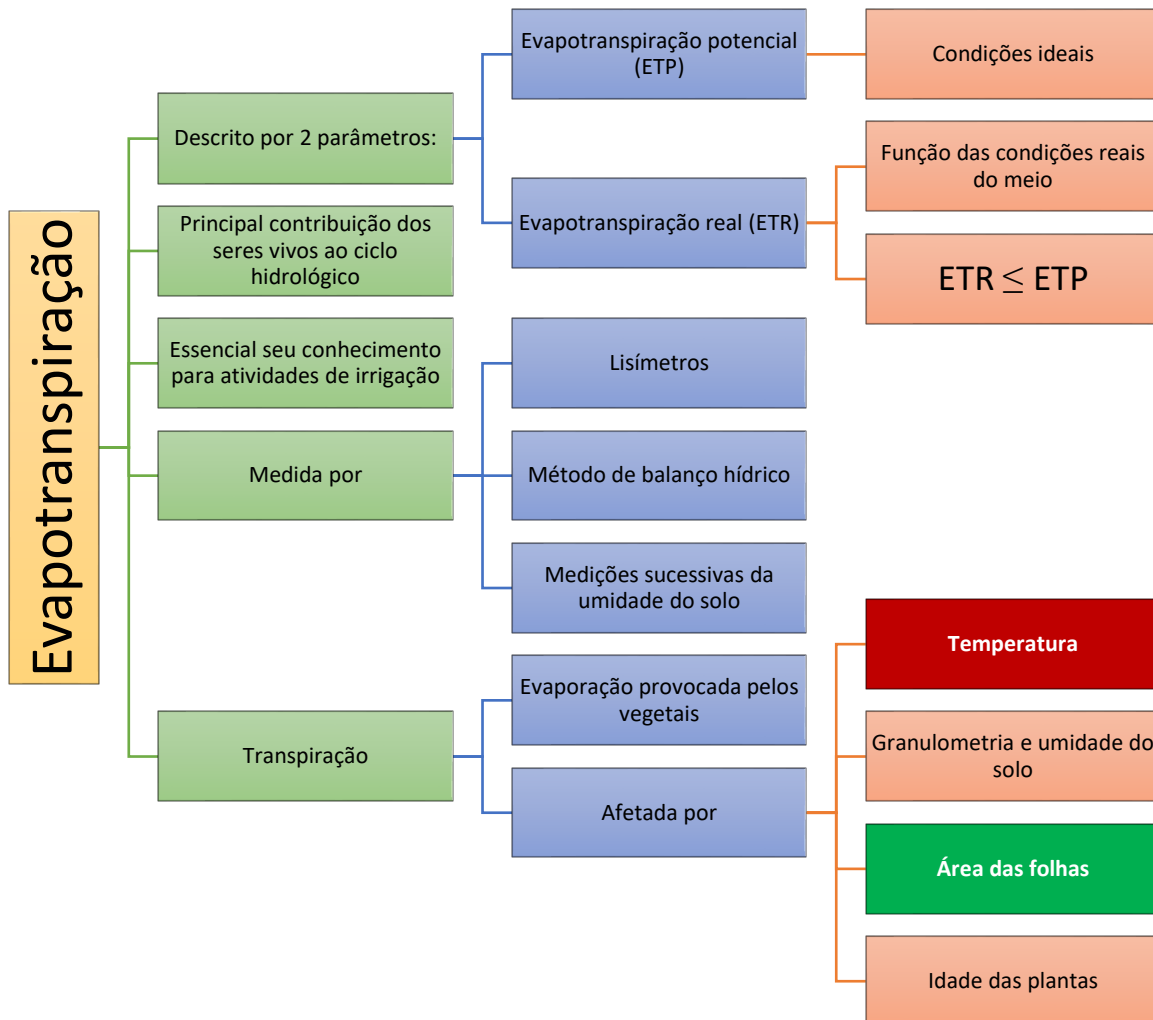 Evapotranspiração
Descrito por 2 parâmetros:
Evapotranspiração potencial
(ETP)
Condições ideais
Evapotranspiração real (ETR)
Função das condições reais
do meio
ETR ≤ ETP
Principal contribuição dos
seres vivos ao ciclo
hidrológico
Essencial seu conhecimento
para atividades de irrigação
Medida por
Lisímetros
Método de balanço hídrico
Medições sucessivas da
umidade do solo
Transpiração
Evaporação provocada pelos
vegetais
Afetada por
Temperatura
Granulometria e umidade do
solo
Área das folhas
Idade das plantas